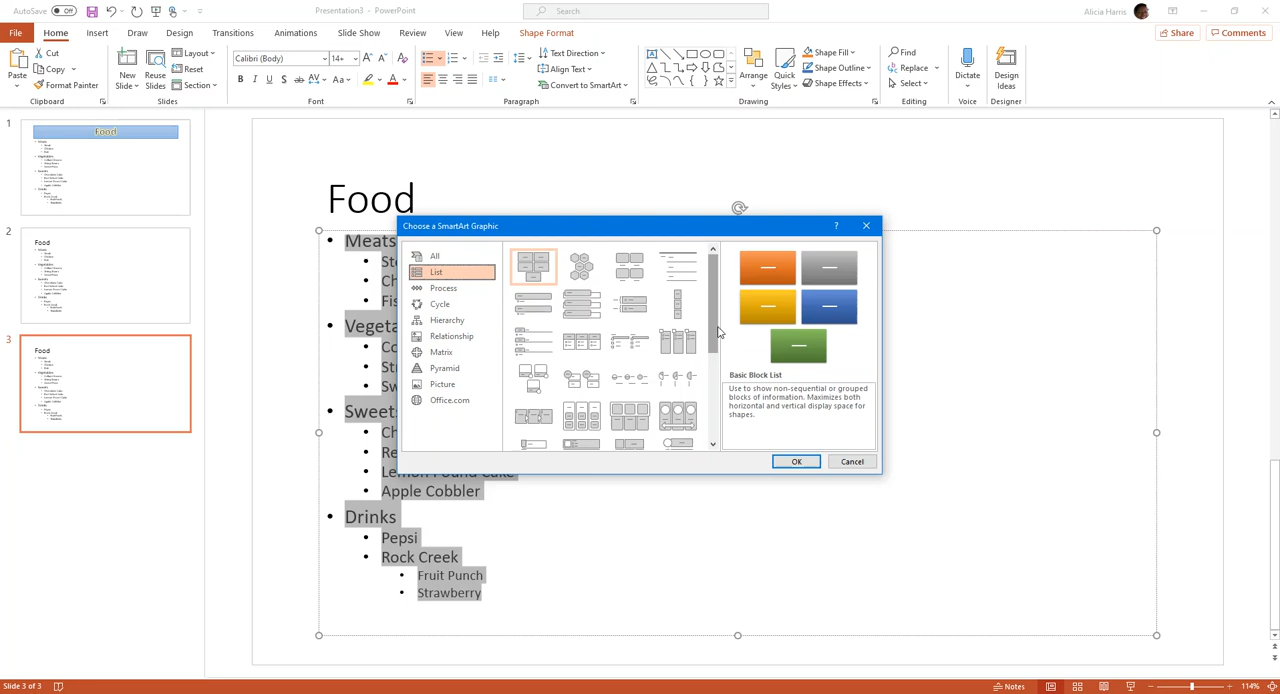 AutoSave Off Presentation3 - PowerPoint Search Alicia Harris
File Home Insert Draw Design Transitions Animations Slide Show Review View Help Shape Format Share Comments
Paste Cut
Copy
Format Painter
Clipboard
New Slide
Reuse Slides
Layout
Reset
Section
Slides
Calibri (Body) 14+
Font
Text Direction
Align Text
Convert to SmartArt
Paragraph
Arrange
Quick Styles
Shape Fill
Shape Outline
Shape Effects
Drawing
Find
Replace
Select
Editing
Dictate
Voice
Design Ideas
Designer
1
Food
2
Food
3
Food
Food
Meats
Vegeta
Sweet
Lemon Pound Cake
Apple Cobbler
Drinks
Pepsi
Rock Creek
Fruit Punch
Strawberry
Choose a SmartArt Graphic ?
All
List
Process
Cycle
Hierarchy
Relationship
Matrix
Pyramid
Picture
Office.com
Basic Block List
Use to show non-sequential or grouped
blocks of information. Maximizes both
horizontal and vertical display space for
shapes.
OK Cancel
Slide 3 of 3 Notes 114%